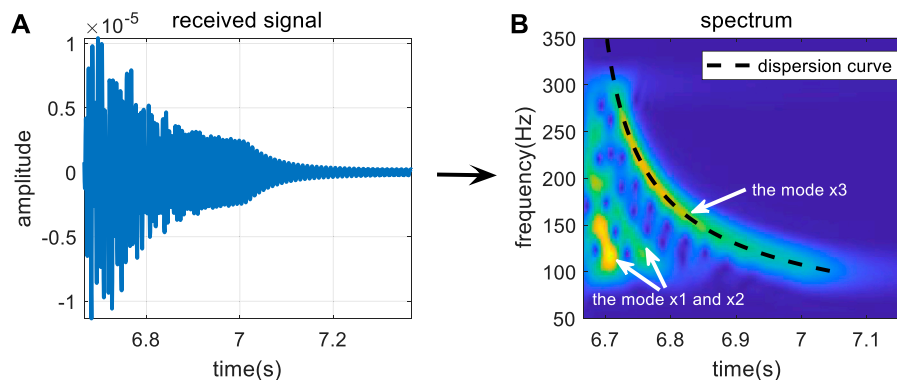 A
received signal
×10⁻⁵
1
0.5
0
-0.5
-1
amplitude
6.8
7
7.2
time(s)
B
spectrum
350
300
250
200
150
100
50
frequency(Hz)
dispersion curve
the mode x3
the mode x1 and x2
6.7
6.8
6.9
7
7.1
time(s)